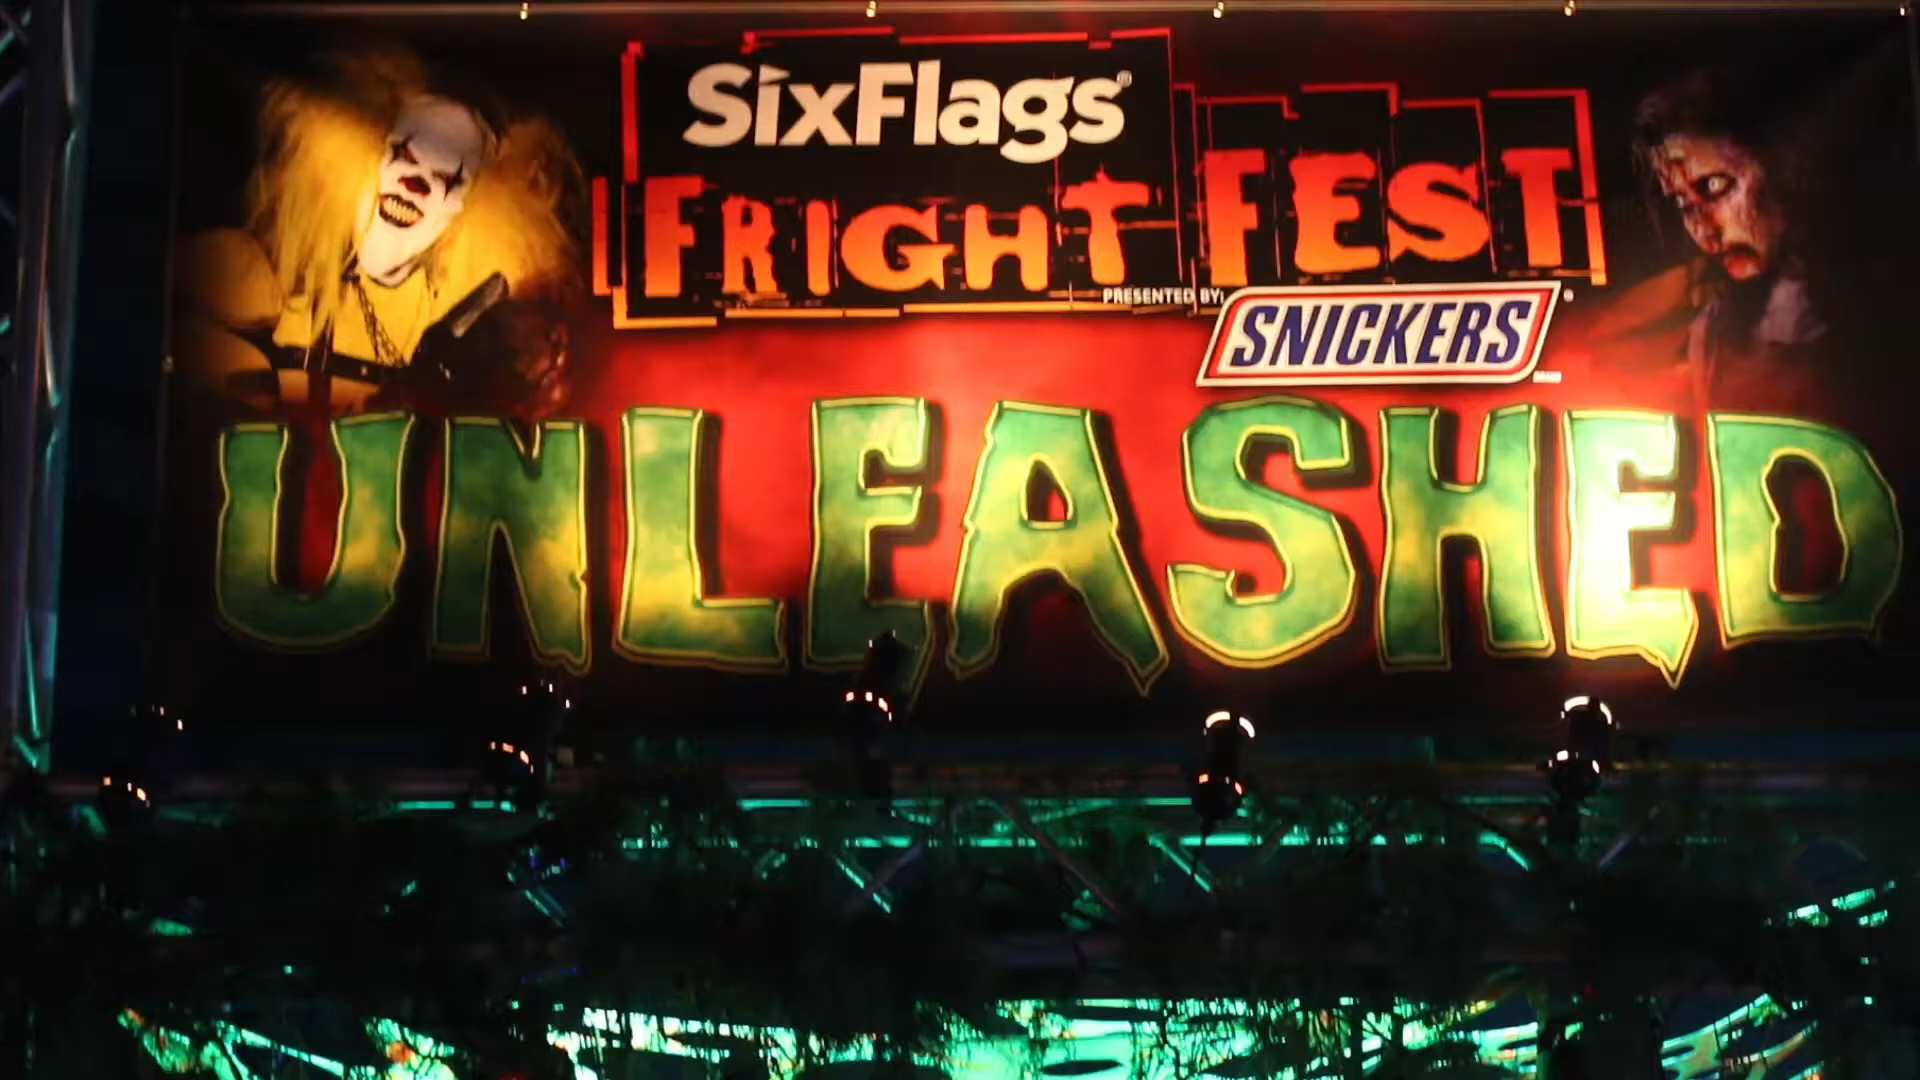 SixFlags®
FRIGHT FEST
PRESENTED BY:
SNICKERS
UNLEASHED